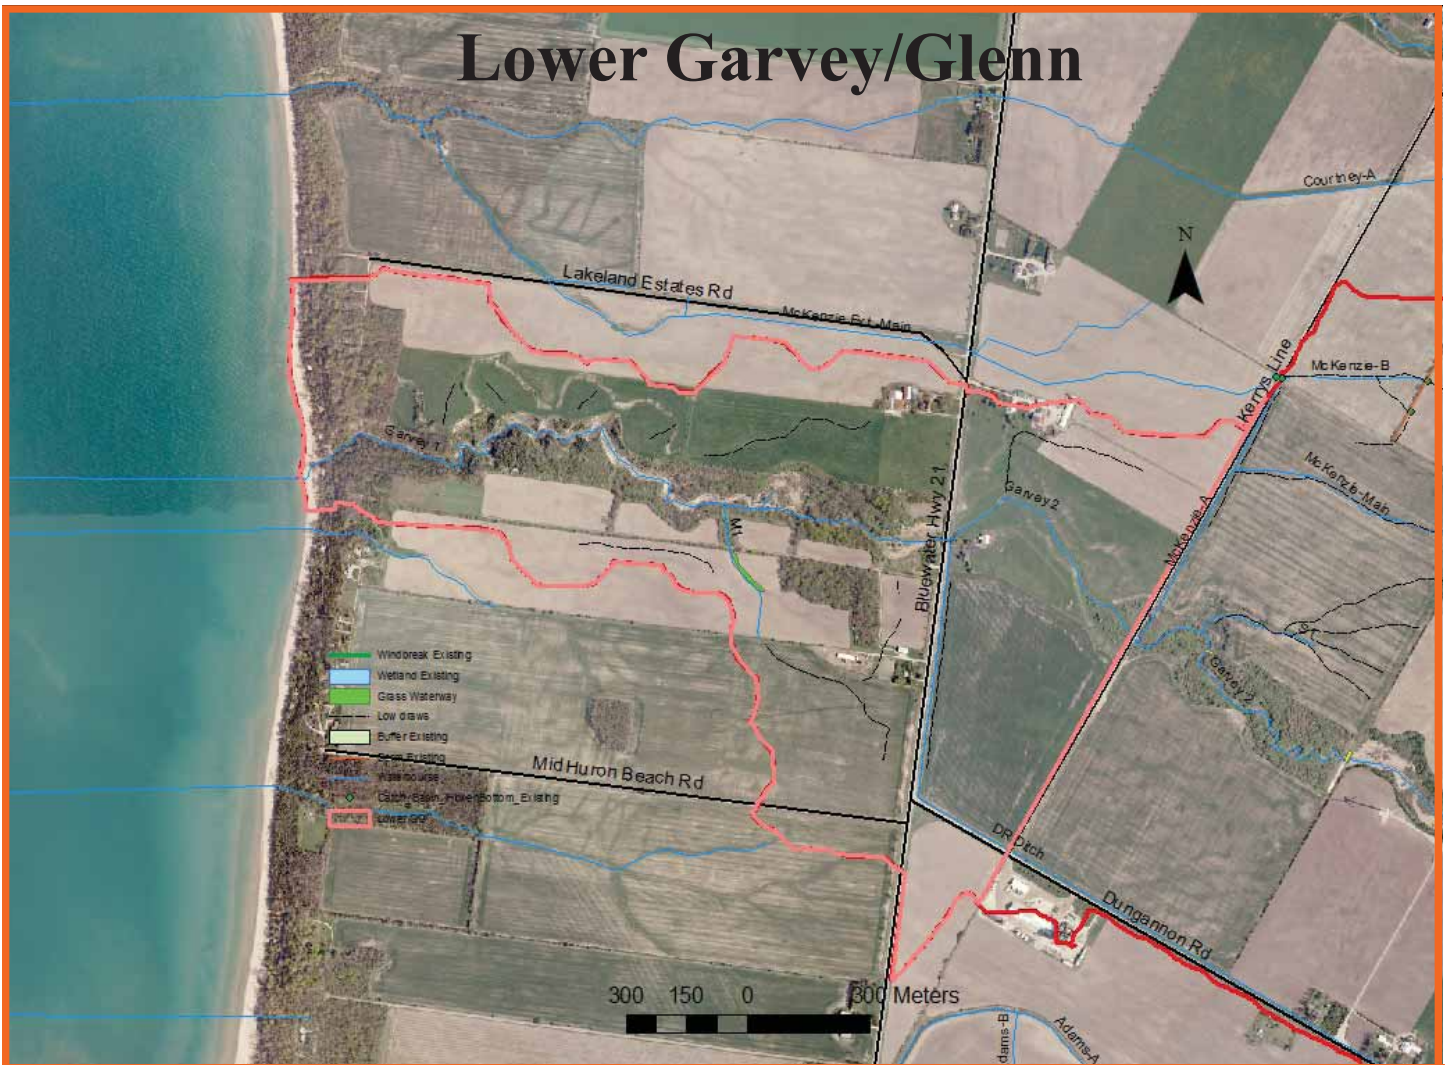 Lower Garvey/Glenn
Courtney-A
N
Lakeland Estates Rd
McKenzie Ext-Main
Kerrys Line
McKenzie-B
Garvey 1
Bluewater Hwy 21
Garvey 2
McKenzie-Main
McKenzie-A
M1
Garvey 2
Windbreak Existing
Wetland Existing
Grass Waterway
Low draws
Buffer Existing
Existing
Watercourse
Lower GG
Mid Huron Beach Rd
DR Ditch
Dungannon Rd
300 150 0 300 Meters
dams-B
Adams-A